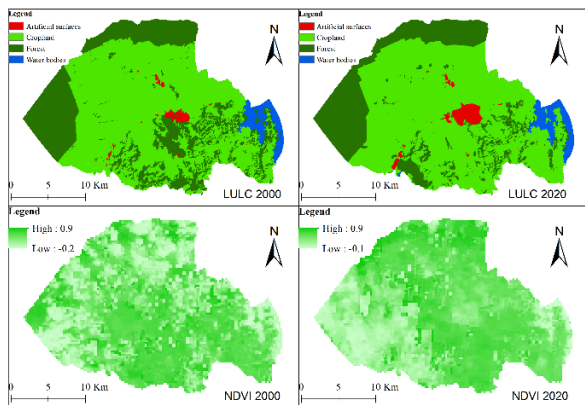 Legend
Artificial surfaces
Cropland
Forest
Water bodies
N
0 5 10 Km
LULC 2000
Legend
Artificial surfaces
Cropland
Forest
Water bodies
N
0 5 10 Km
LULC 2020
Legend
High : 0.9
Low : -0.2
N
0 5 10 Km
NDVI 2000
Legend
High : 0.9
Low : -0.1
N
0 5 10 Km
NDVI 2020